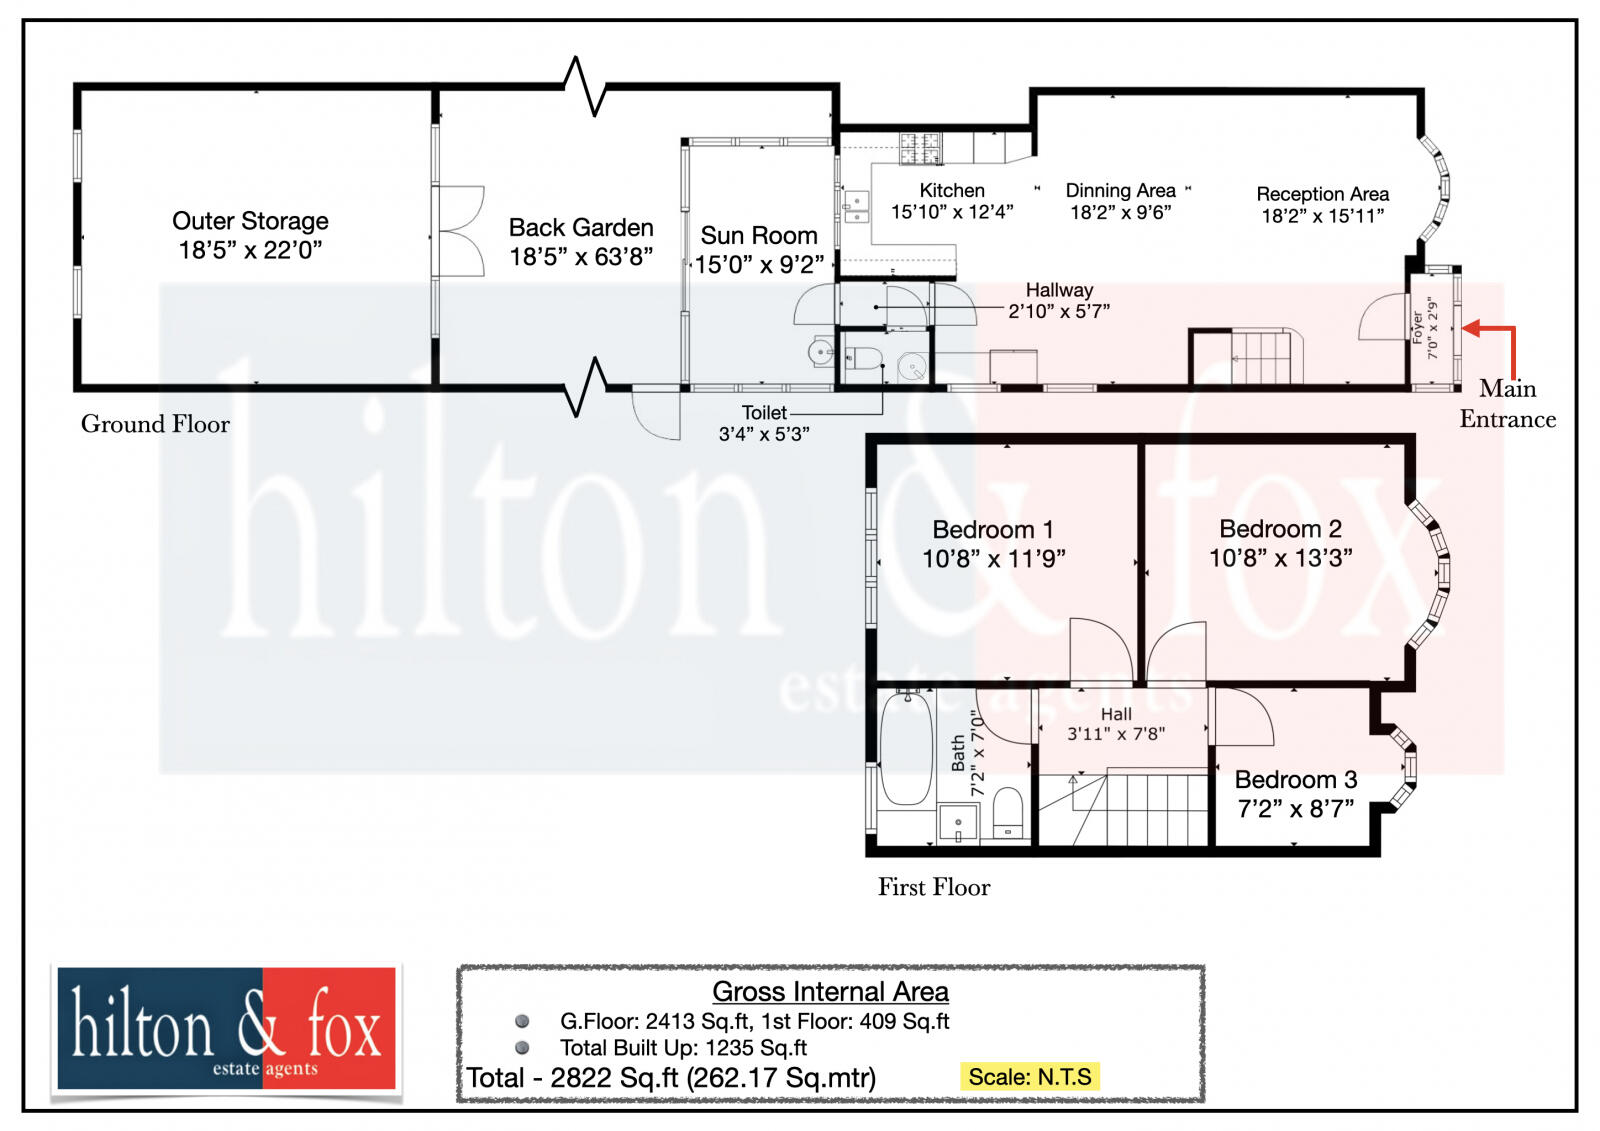 Outer Storage
18’5” x 22’0”
Back Garden
18’5” x 63’8”
Sun Room
15’0” x 9’2”
Kitchen
15’10” x 12’4”
Dinning Area
18’2” x 9’6”
Reception Area
18’2” x 15’11”
Hallway
2’10” x 5’7”
Foyer
7’0” x 2’9”
Main
Entrance
Toilet
3’4” x 5’3”
Ground Floor
Bedroom 1
10’8” x 11’9”
Bedroom 2
10’8” x 13’3”
Bath
7'2" x 7'0"
Hall
3'11" x 7'8"
Bedroom 3
7’2” x 8’7”
First Floor
hilton & fox
estate agents
hilton & fox
estate agents
Gross Internal Area
G.Floor: 2413 Sq.ft, 1st Floor: 409 Sq.ft
Total Built Up: 1235 Sq.ft
Total - 2822 Sq.ft (262.17 Sq.mtr)
Scale: N.T.S